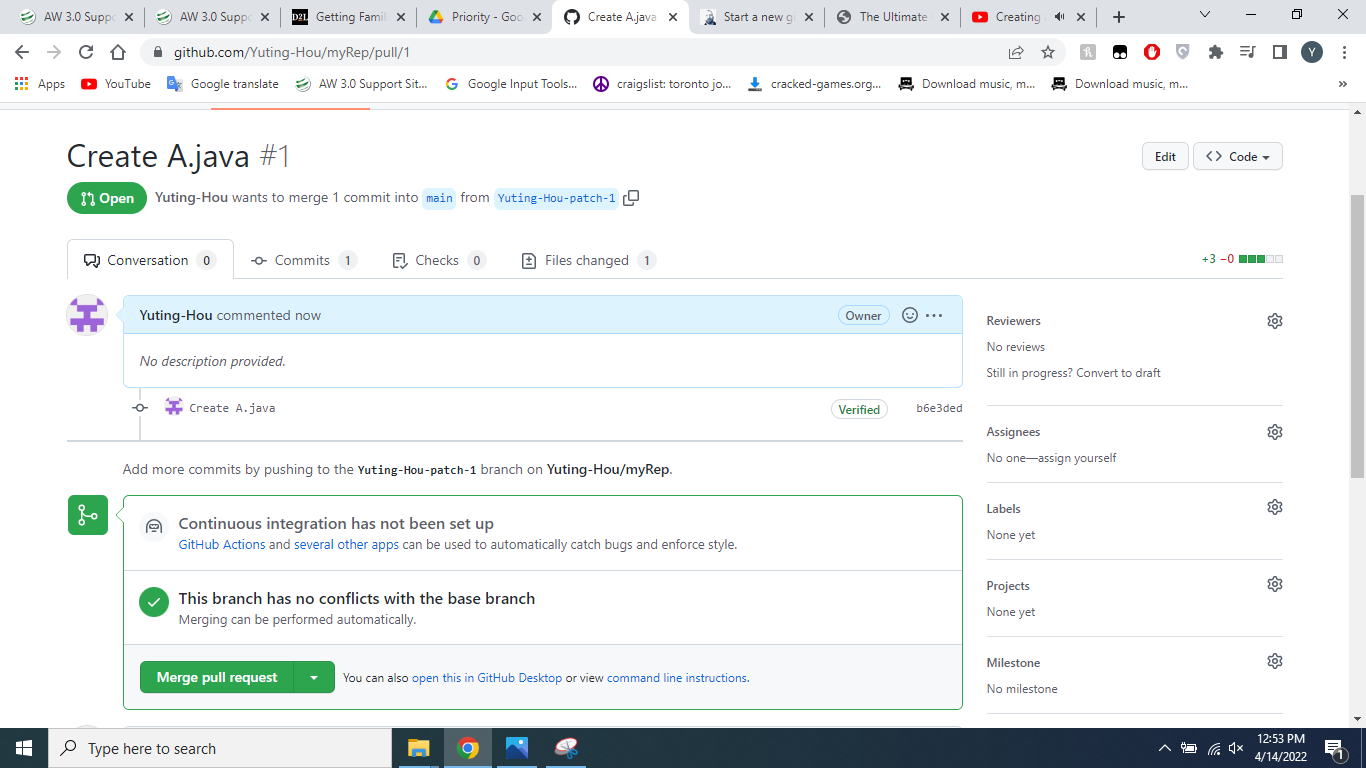 AW 3.0 Suppo
AW 3.0 Suppo
D2L Getting Famil
Priority - Goo
Create A.java
Start a new g
The Ultimate
Creating
github.com/Yuting-Hou/myRep/pull/1
Y
Apps
YouTube
Google translate
AW 3.0 Support Sit...
Google Input Tools...
craigslist: toronto jo...
cracked-games.org...
Download music, m...
Download music, m...
»
Create A.java #1
Edit
<> Code
Open
Yuting-Hou wants to merge 1 commit into main from Yuting-Hou-patch-1
Conversation 0
Commits 1
Checks 0
Files changed 1
+3 −0
Yuting-Hou commented now
Owner
No description provided.
Create A.java
Verified
b6e3ded
Add more commits by pushing to the Yuting-Hou-patch-1 branch on Yuting-Hou/myRep.
Continuous integration has not been set up
GitHub Actions and several other apps can be used to automatically catch bugs and enforce style.
This branch has no conflicts with the base branch
Merging can be performed automatically.
Merge pull request
You can also open this in GitHub Desktop or view command line instructions.
Reviewers
No reviews
Still in progress? Convert to draft
Assignees
No one—assign yourself
Labels
None yet
Projects
None yet
Milestone
No milestone
Type here to search
12:53 PM
4/14/2022
1